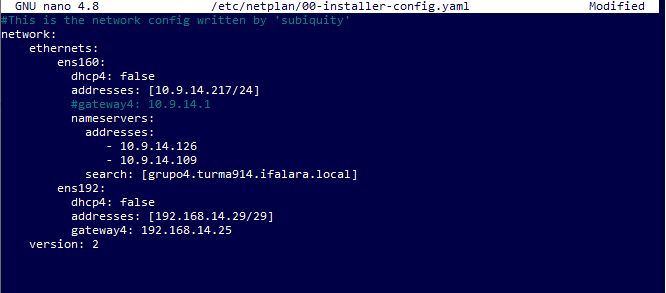 GNU nano 4.8 /etc/netplan/00-installer-config.yaml Modified
#This is the network config written by 'subiquity'
network:
    ethernets:
        ens160:
          dhcp4: false
          addresses: [10.9.14.217/24]
          #gateway4: 10.9.14.1
          nameservers:
            addresses:
               - 10.9.14.126
               - 10.9.14.109
            search: [grupo4.turma914.ifalara.local]
        ens192:
          dhcp4: false
          addresses: [192.168.14.29/29]
          gateway4: 192.168.14.25
    version: 2